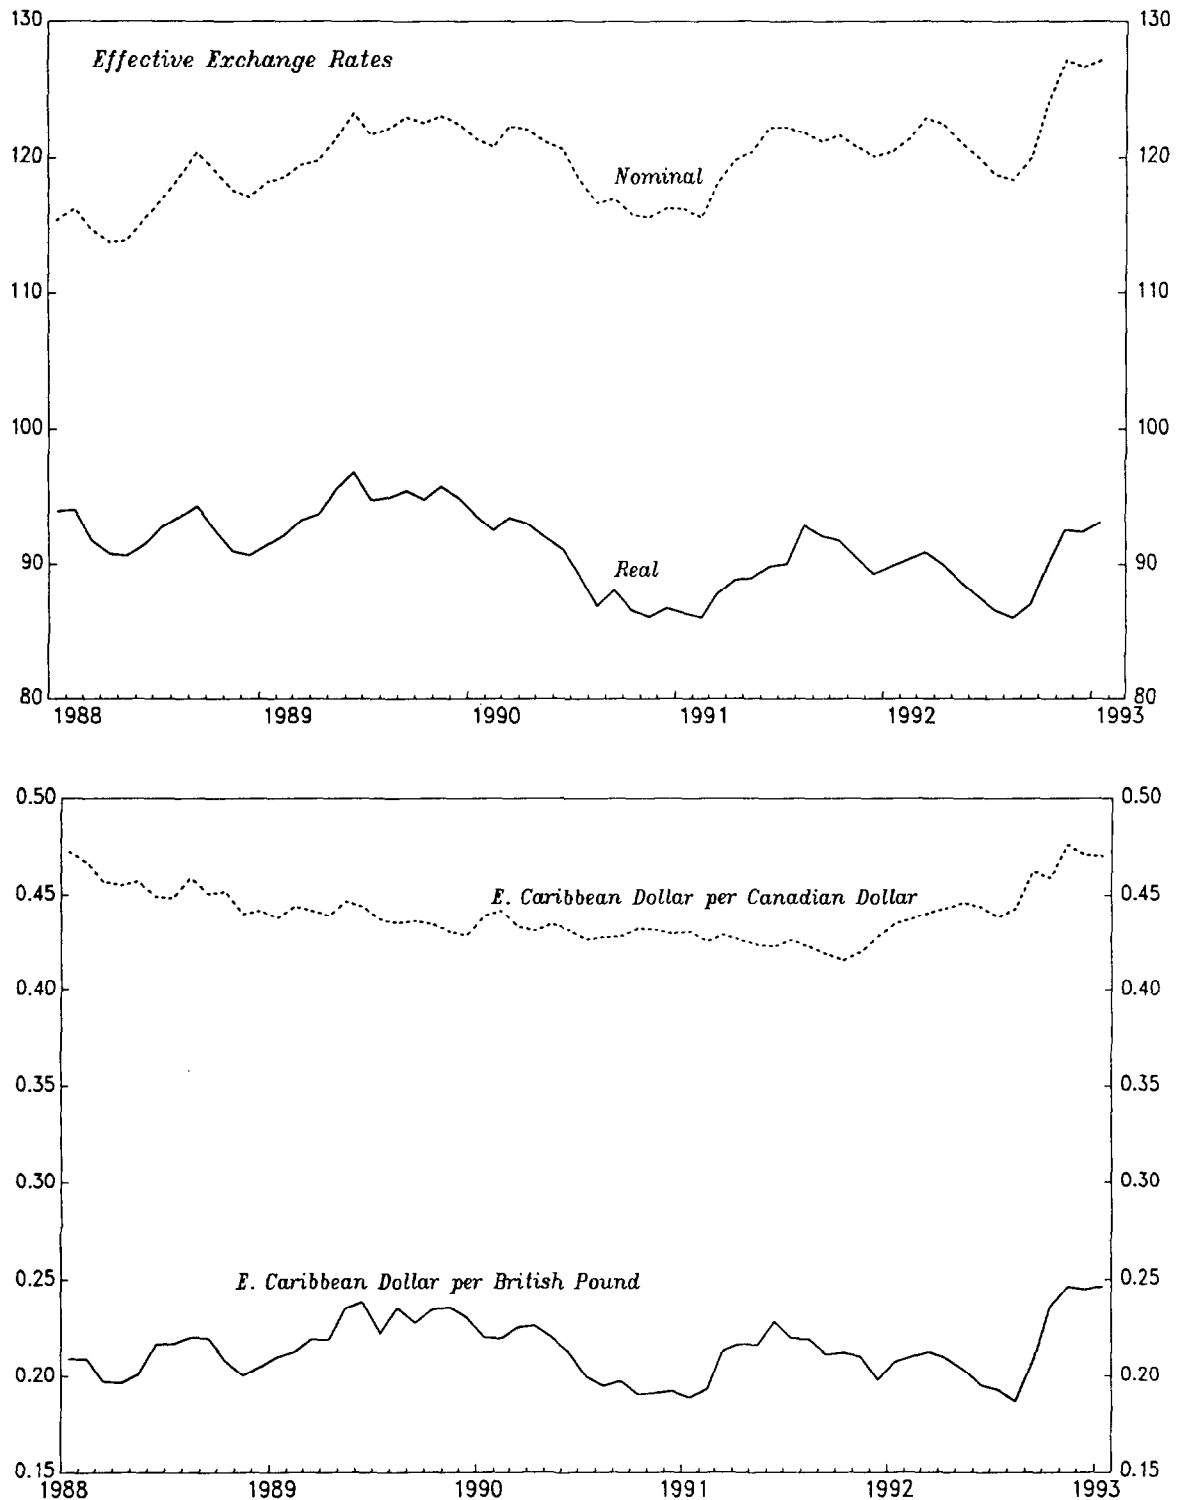 130 130
Effective Exchange Rates
120 120
Nominal
110 110
100 100
90 90
Real
80 80
1988 1989 1990 1991 1992 1993
0.50 0.50
0.45 0.45
E. Caribbean Dollar per Canadian Dollar
0.40 0.40
0.35 0.35
0.30 0.30
0.25 0.25
E. Caribbean Dollar per British Pound
0.20 0.20
0.15 0.15
1988 1989 1990 1991 1992 1993